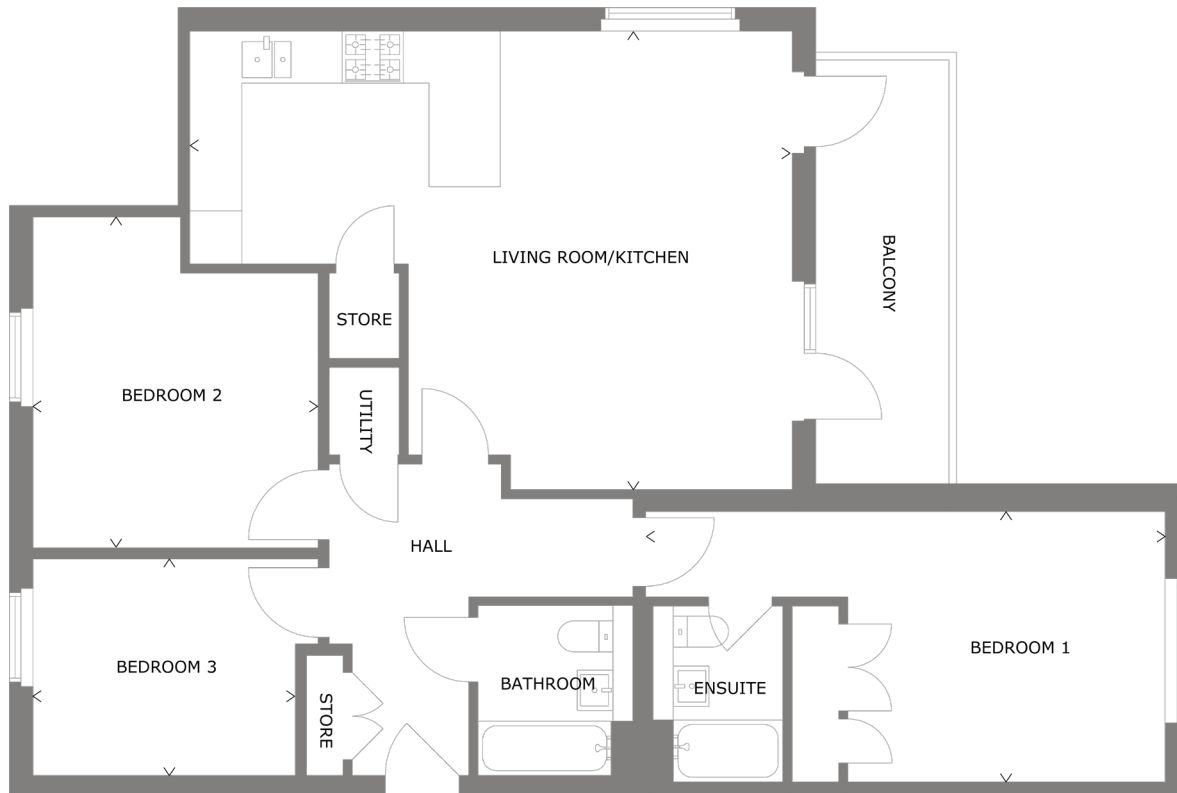 LIVING ROOM/KITCHEN
BALCONY
STORE
BEDROOM 2
UTILITY
HALL
BEDROOM 1
BEDROOM 3
BATHROOM
ENSUITE
STORE